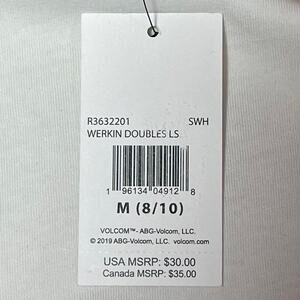 R3632201 SWH
WERKIN DOUBLES LS
1 96134 04912 8
M (8/10)
VOLCOM™- ABG-Volcom, LLC.
© 2019 ABG-Volcom, LLC. volcom.com
USA MSRP: $30.00
Canada MSRP: $35.00